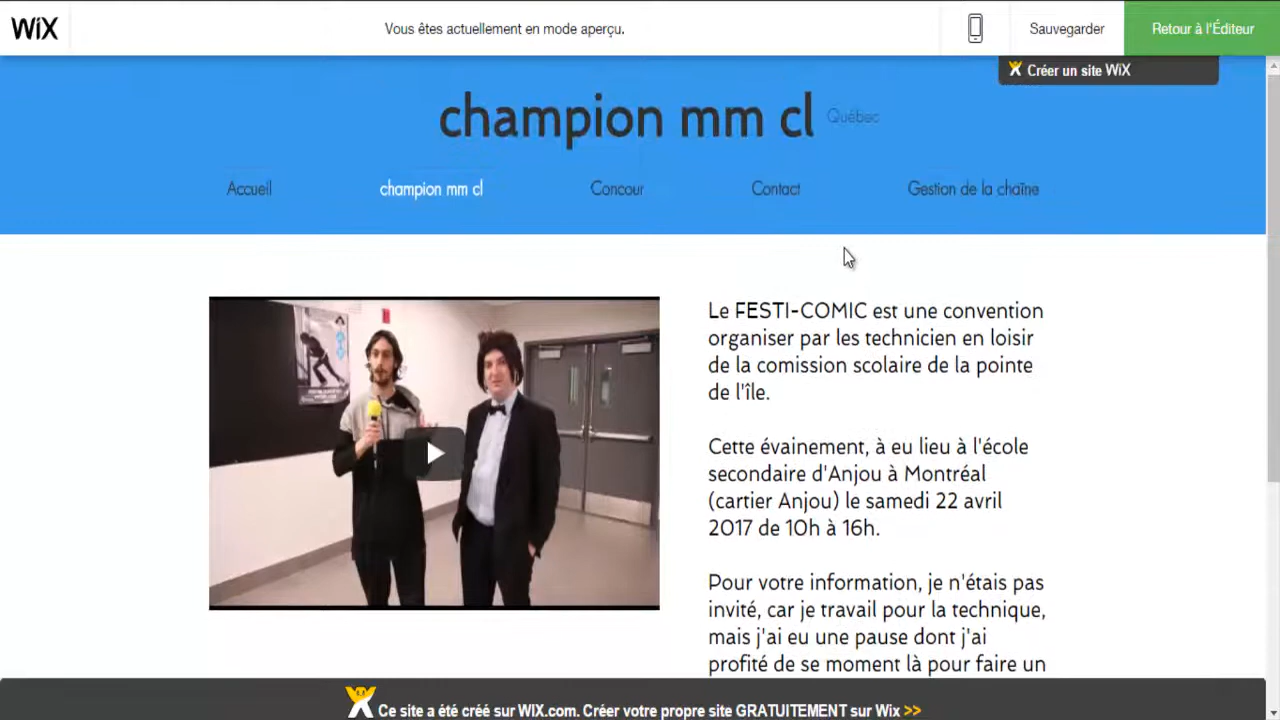 WiX
Vous êtes actuellement en mode aperçu.
Sauvegarder
Retour à l'Éditeur
Créer un site WiX
champion mm cl
Québec
Accueil
champion mm cl
Concour
Contact
Gestion de la chaîne
Le FESTI-COMIC est une convention
organiser par les technicien en loisir
de la comission scolaire de la pointe
de l'île.
Cette évainement, à eu lieu à l'école
secondaire d'Anjou à Montréal
(cartier Anjou) le samedi 22 avril
2017 de 10h à 16h.
Pour votre information, je n'étais pas
invité, car je travail pour la technique,
mais j'ai eu une pause dont j'ai
profité de se moment là pour faire un
Ce site a été créé sur WIX.com. Créer votre propre site GRATUITEMENT sur Wix >>